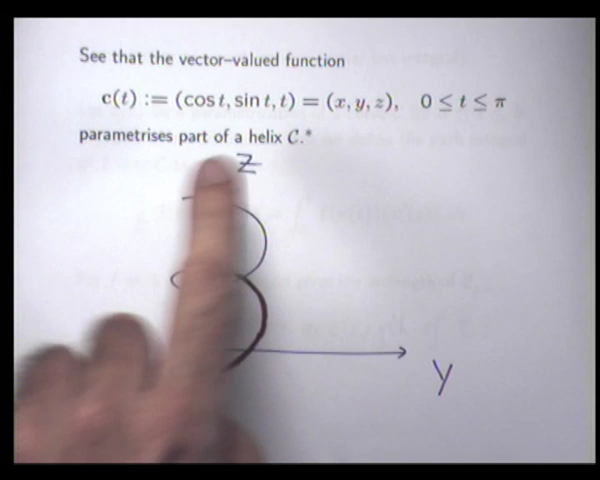 See that the vector–valued function
c(t) := (cos t, sin t, t) = (x, y, z), 0 ≤ t ≤ π
parametrises part of a helix C.*
Z
y